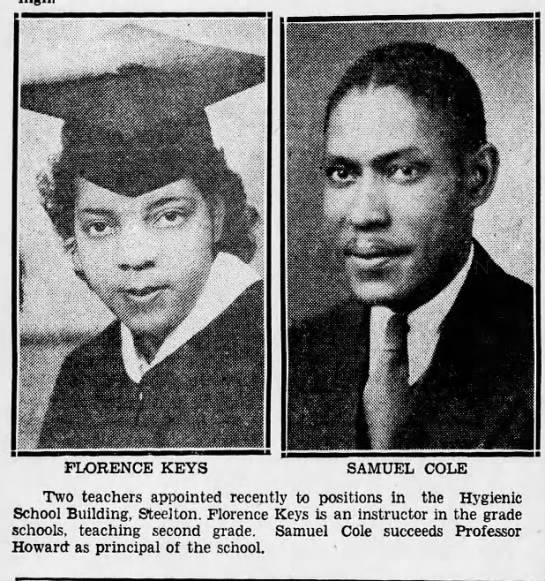 FLORENCE KEYS
SAMUEL COLE
Two teachers appointed recently to positions in the Hygienic
School Building, Steelton. Florence Keys is an instructor in the grade
schools, teaching second grade. Samuel Cole succeeds Professor
Howard as principal of the school.